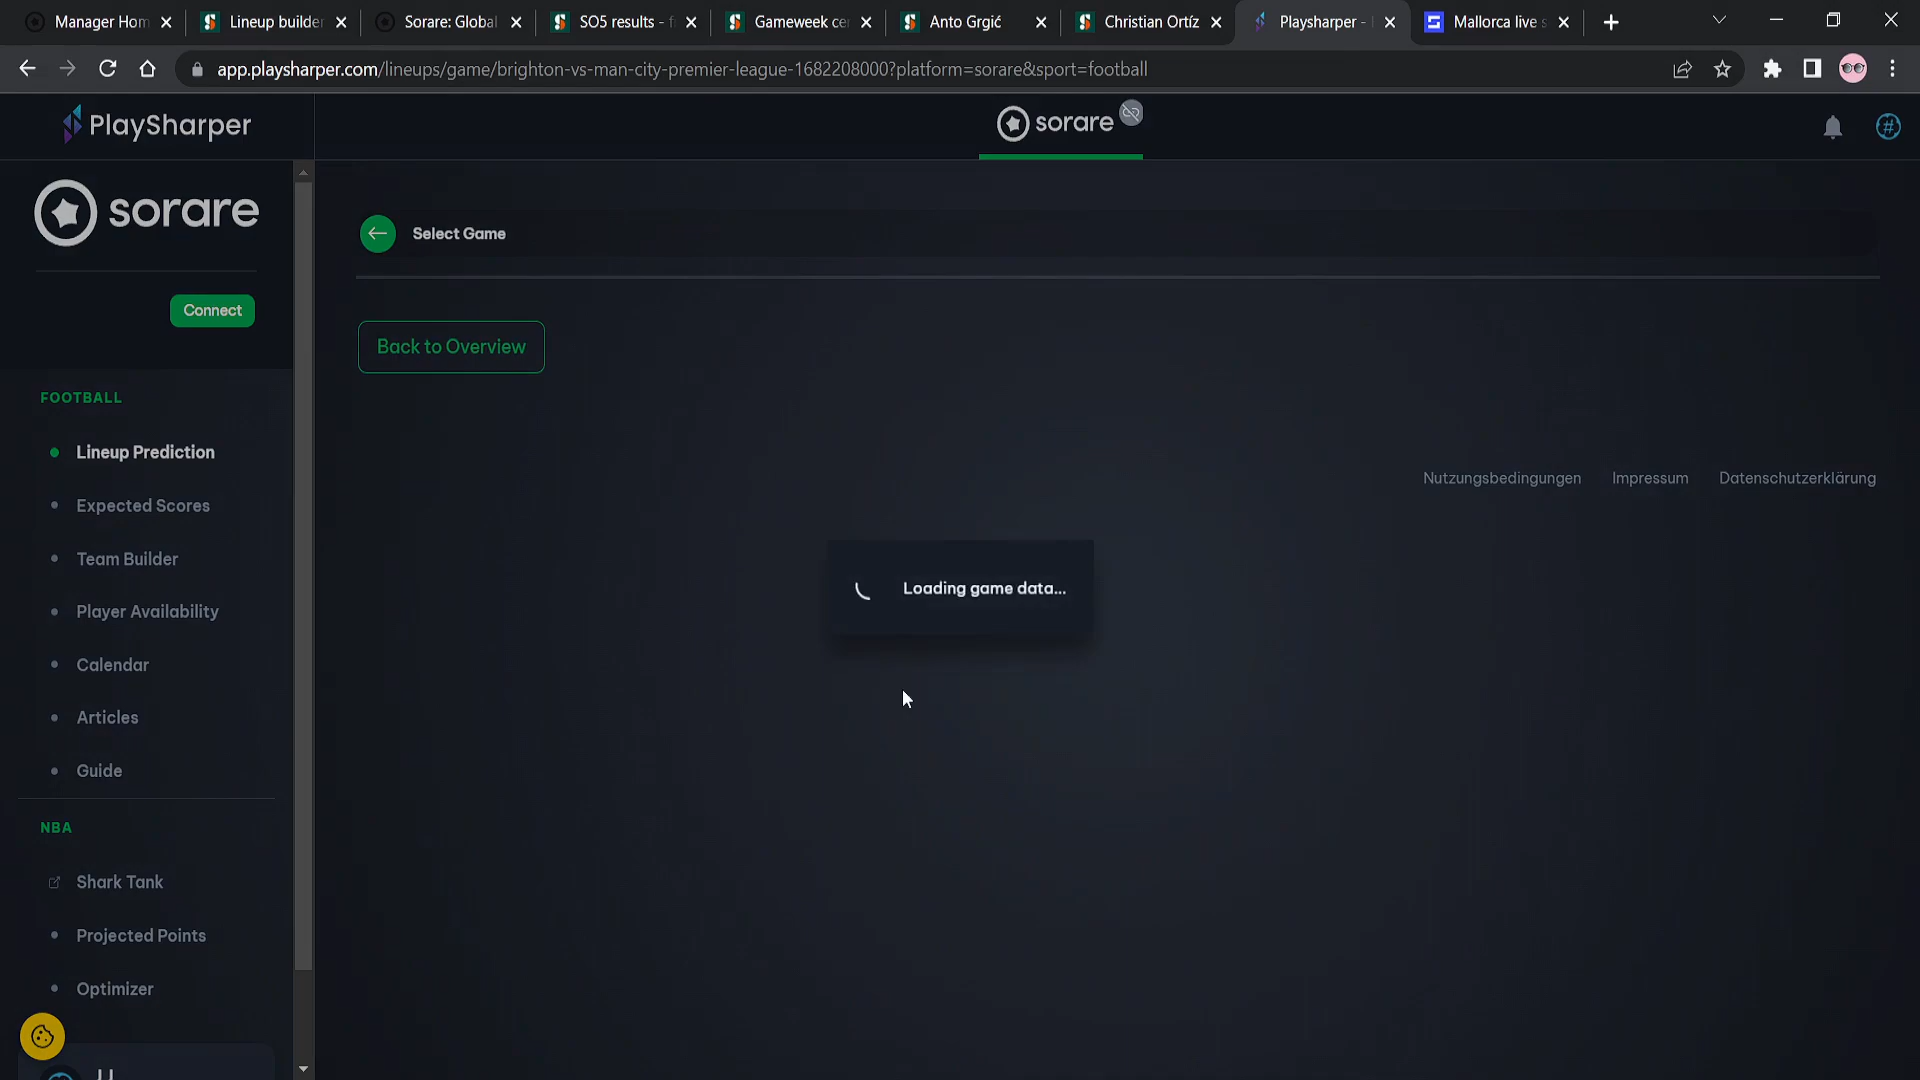 Manager Hom
Lineup builder
Sorare: Global
SO5 results - f
Gameweek ce
Anto Grgić
Christian Ortíz
Playsharper -
Mallorca live s
app.playsharper.com/lineups/game/brighton-vs-man-city-premier-league-1682208000?platform=sorare&sport=football
PlaySharper
sorare
sorare
Select Game
Connect
Back to Overview
FOOTBALL
Lineup Prediction
Expected Scores
Team Builder
Player Availability
Calendar
Articles
Guide
NBA
Shark Tank
Projected Points
Optimizer
Nutzungsbedingungen Impressum Datenschutzerklärung
Loading game data...